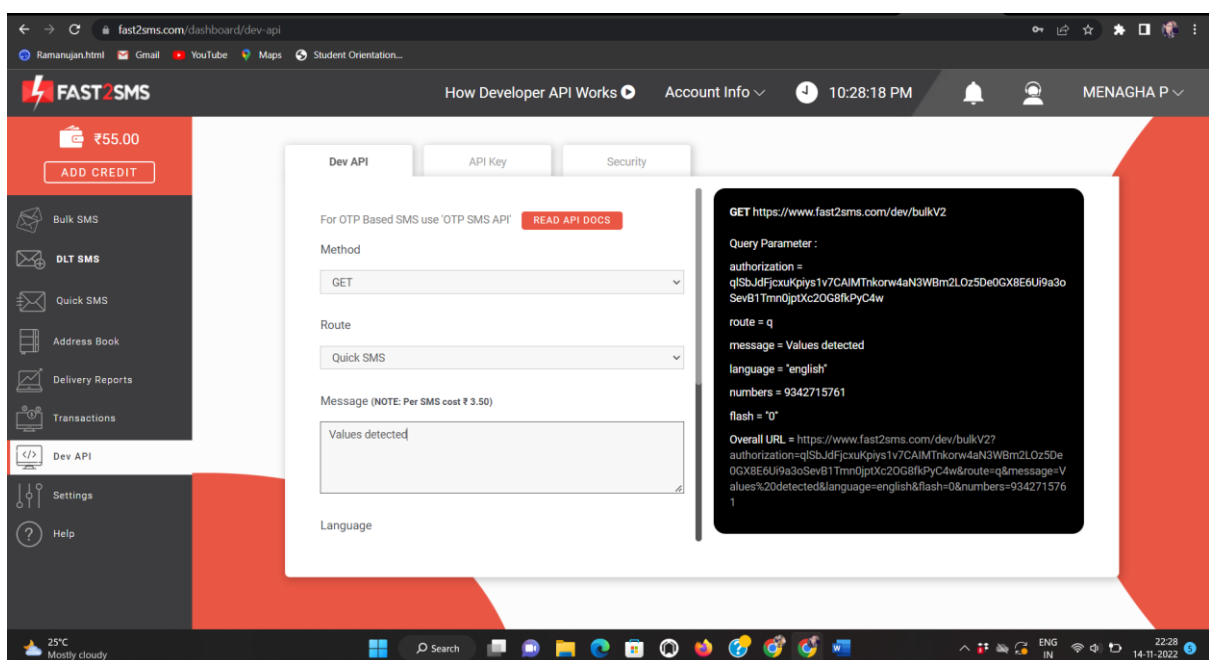 fast2sms.com/dashboard/dev-api
Ramanujan.html Gmail YouTube Maps Student Orientation...
FAST2SMS How Developer API Works Account Info 10:28:18 PM MENAGHA P
₹55.00
ADD CREDIT
Bulk SMS
DLT SMS
Quick SMS
Address Book
Delivery Reports
Transactions
Dev API
Settings
Help
Dev API API Key Security
For OTP Based SMS use 'OTP SMS API' READ API DOCS
Method
GET
Route
Quick SMS
Message (NOTE: Per SMS cost ₹ 3.50)
Values detected
Language
GET https://www.fast2sms.com/dev/bulkV2
Query Parameter :
authorization =
route = q
message = Values detected
language = "english"
numbers = 9342715761
flash = "0"
Overall URL = https://www.fast2sms.com/dev/bulkV2?
authorization=
&route=q&message=V
alues%20detected&language=english&flash=0&numbers=934271576
1
25°C
Mostly cloudy
Search
ENG
IN
22:28
14-11-2022
5